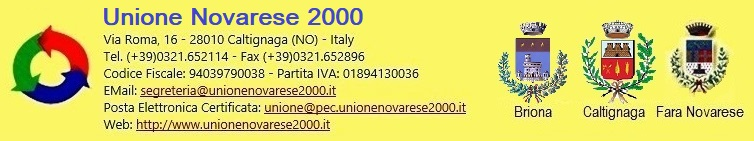 Unione Novarese 2000
Via Roma, 16 - 28010 Caltignaga (NO) - Italy
Tel. (+39)0321.652114 - Fax (+39)0321.652896
Codice Fiscale: 94039790038 - Partita IVA: 01894130036
EMail: segreteria@unionenovarese2000.it
Posta Elettronica Certificata: unione@pec.unionenovarese2000.it
Web: http://www.unionenovarese2000.it
Briona Caltignaga Fara Novarese